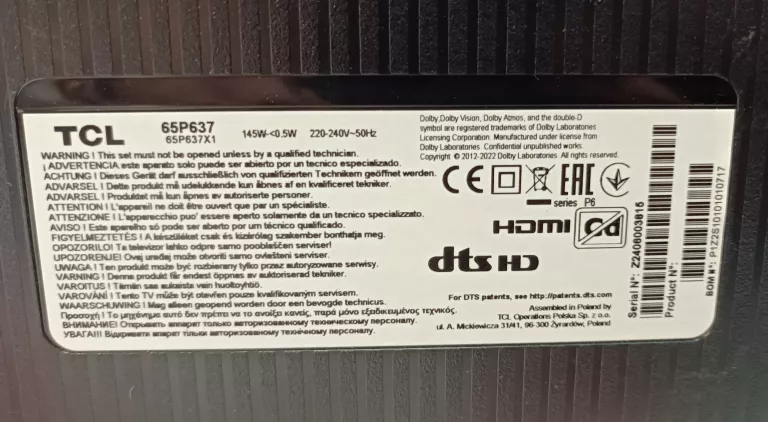 TCL
65P637
65P637X1
145W-<0.5W 220-240V~50Hz
WARNING ! This set must not be opened unless by a qualified technician.
¡ ADVERTENCIA ! este aparato solo puede ser abierto por un tecnico especializado.
ACHTUNG ! Dieses Gerät darf ausschließlich von qualifizierten Technikern geöffnet werden.
ADVARSEL ! Dette produkt må udelukkende kun åbnes af en kvalificeret tekniker.
ADVARSEL ! Produktet må kun åpnes av autoriserte personer.
ATTENTION ! L'appareil ne doit être ouvert que par un spécialiste.
ATTENZIONE ! L'apparecchio puo' essere aperto solamente da un tecnico specializzato.
AVISO ! Este aparelho só pode ser aberto por um técnico qualificado.
FIGYELMEZTETÉS ! A készüléket csak és kizárólag szakember bonthatja meg.
OPOZORILO! Ta televizor lahko odpre samo pooblaščen serviser!
UPOZORENJE! Ovaj uređaj može otvoriti samo ovlašteni serviser.
UWAGA ! Ten produkt może być rozbierany tylko przez autoryzowane serwisy.
VARNING ! Denne produkt får endast öppnes av auktoriserad tekniker.
VAROITUS ! Tämän saa aukaista vain huoltoyhtiö.
VAROVÁNÍ ! Tento TV může být otevřen pouze kvalifikovaným servisem.
WAARSCHUWING ! Mag alleen geopend worden door een bevoegde technicus.
Προσοχή ! Το μηχάνημα αυτό δεν πρέπει να το ανοίξει κανείς, παρά μόνο εξειδικευμένος τεχνικός.
ВНИМАНИЕ! Открывать аппарат только авторизованному техническому персоналу.
УВАГА!!! Відкривати апарат тільки авторизованому технічному персоналу.
Dolby,Dolby Vision, Dolby Atmos, and the double-D
symbol are registered trademarks of Dolby Laboratories
Licensing Corporation. Manufactured under license from
Dolby Laboratories. Confidential unpublished works.
Copyright © 2012-2022 Dolby Laboratories. All rights reserved.
CE EAC
series P6
HDMI Cd
dts HD
For DTS patents, see http://patents.dts.com
Assembled in Poland by
TCL Operations Polska Sp. z o.o.
ul. A. Mickiewicza 31/41, 96-300 Żyrardów, Poland
Serial N°: Z2406003815
Product N°:
BOM N°: P1Z2S1010101010717